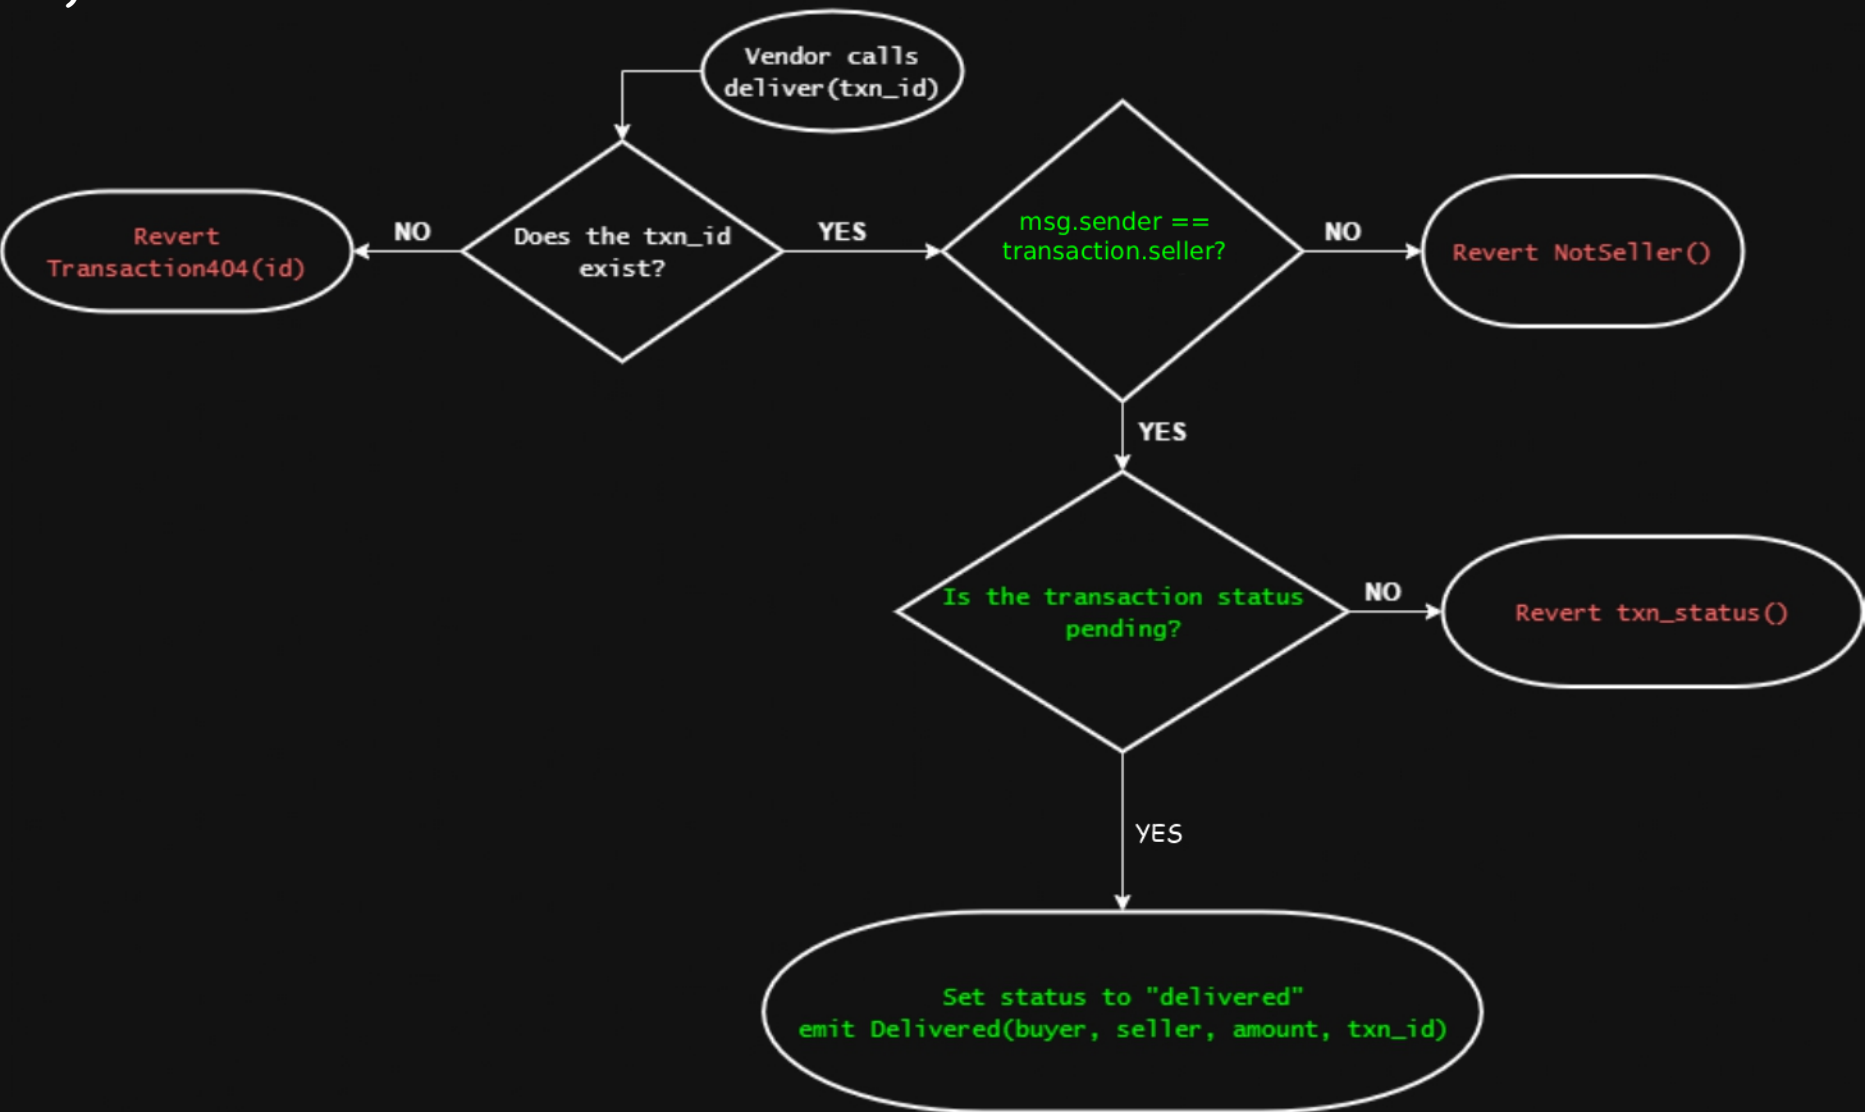 Vendor calls
deliver(txn_id)
Revert
Transaction404(id)
NO
Does the txn_id
exist?
YES
msg.sender ==
transaction.seller?
NO
Revert NotSeller()
YES
Is the transaction status
pending?
NO
Revert txn_status()
YES
Set status to "delivered"
emit Delivered(buyer, seller, amount, txn_id)